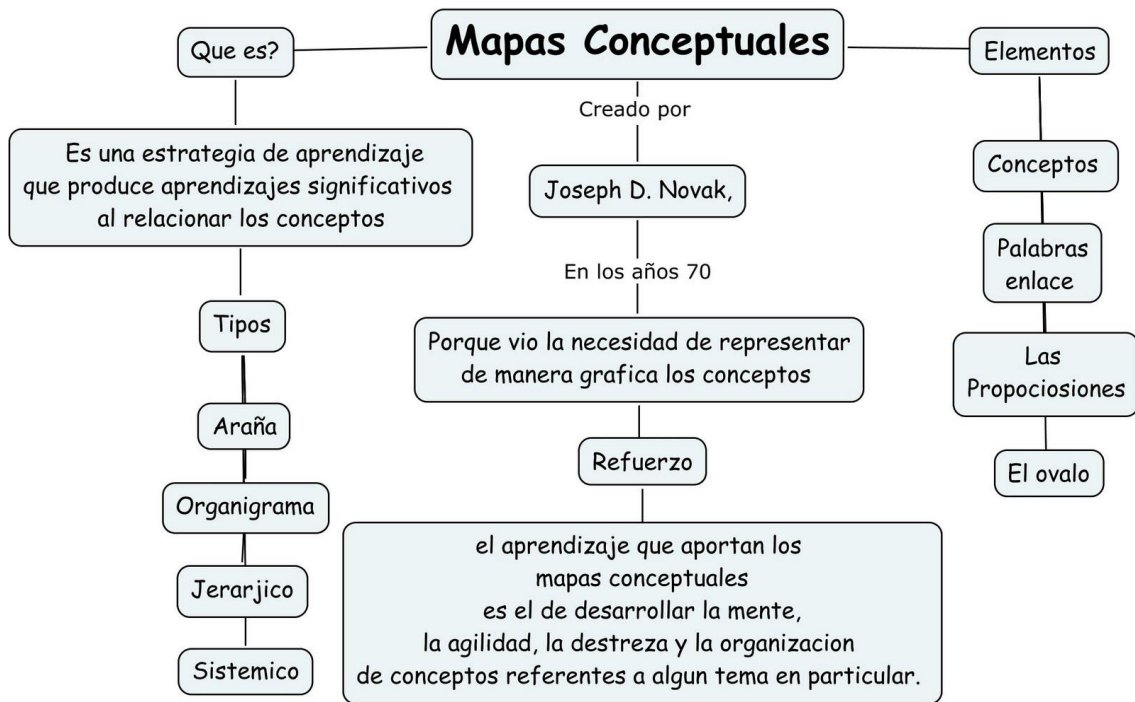 Mapas Conceptuales
Que es?
Es una estrategia de aprendizaje
que produce aprendizajes significativos
al relacionar los conceptos
Tipos
Araña
Organigrama
Jerarjico
Sistemico
Creado por
Joseph D. Novak,
En los años 70
Porque vio la necesidad de representar
de manera grafica los conceptos
Refuerzo
el aprendizaje que aportan los
mapas conceptuales
es el de desarrollar la mente,
la agilidad, la destreza y la organizacion
de conceptos referentes a algun tema en particular.
Elementos
Conceptos
Palabras
enlace
Las
Propociosiones
El ovalo